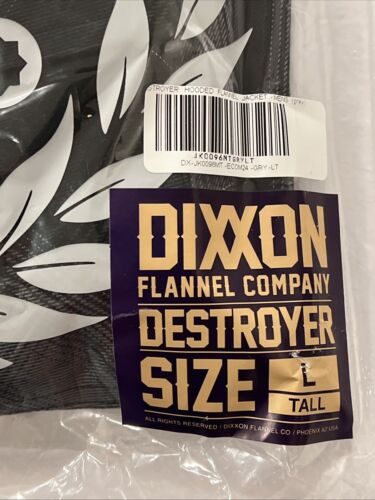 HOODED FLANNEL JACKET -MENS
JK0096MTGRYLT
DX-JK0096MT-ECOM24-GRY-LT
DIXXON
FLANNEL COMPANY
DESTROYER
SIZE L
TALL
ALL RIGHTS RESERVED / DIXXON FLANNEL CO / PHOENIX AZ USA